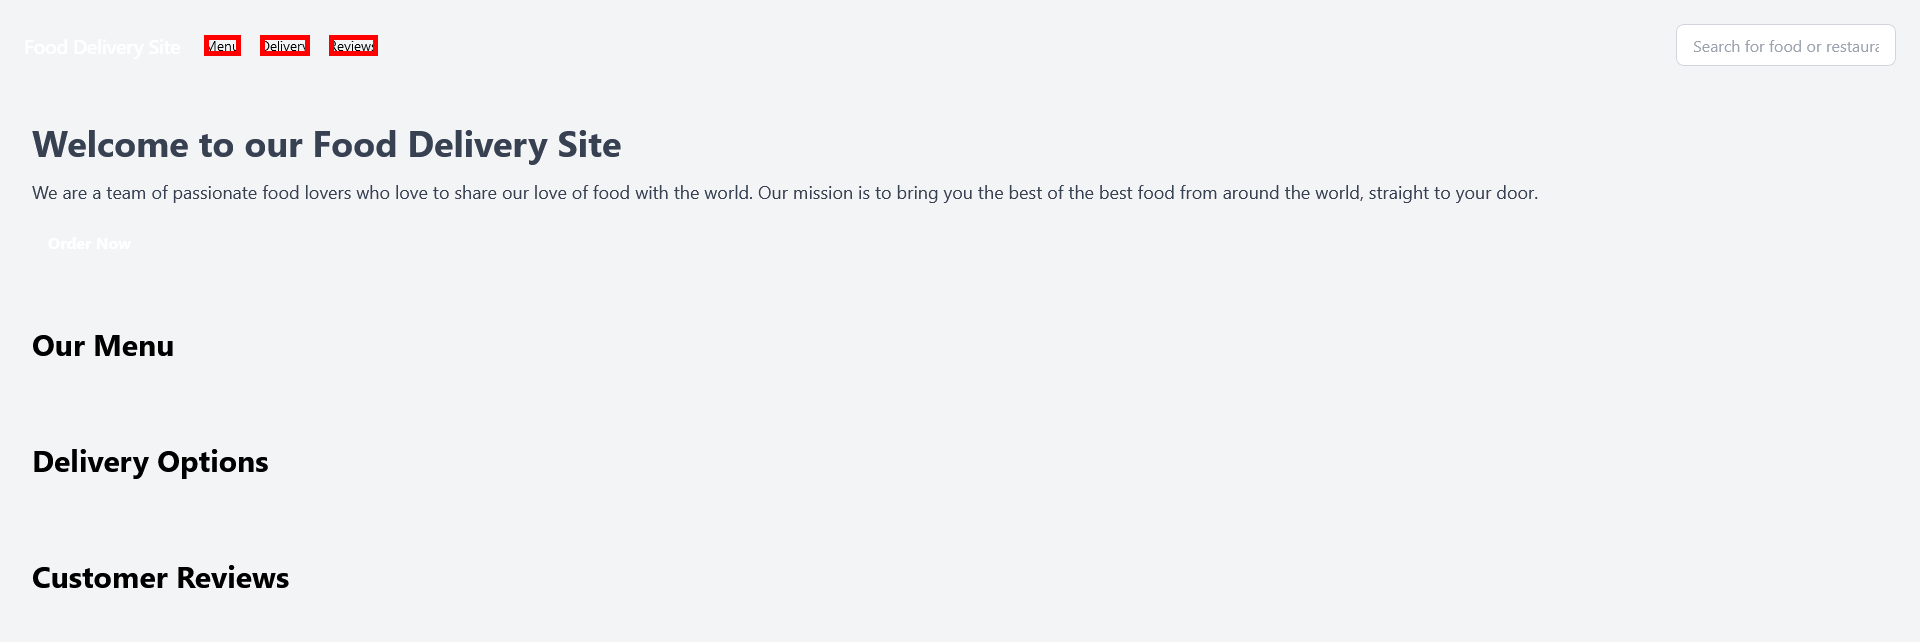 Food Delivery Site Menu Delivery Reviews Search for food or restaura
Welcome to our Food Delivery Site
We are a team of passionate food lovers who love to share our love of food with the world. Our mission is to bring you the best of the best food from around the world, straight to your door.
Order Now
Our Menu
Delivery Options
Customer Reviews